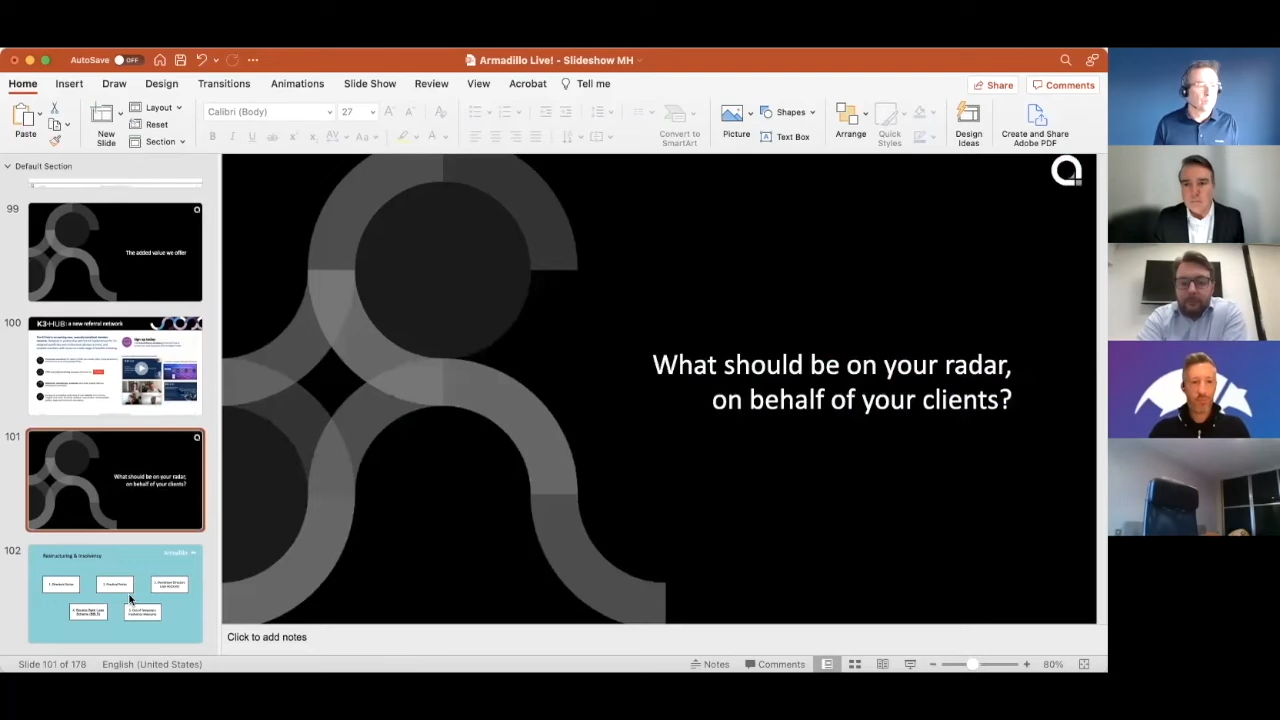 AutoSave OFF
Armadillo Live! - Slideshow MH
Home Insert Draw Design Transitions Animations Slide Show Review View Acrobat Tell me
Share Comments
Paste
New
Slide
Layout
Reset
Section
Calibri (Body) 27
Convert to
SmartArt
Picture
Shapes
Text Box
Arrange
Quick
Styles
Design
Ideas
Create and Share
Adobe PDF
Default Section
99
The added value we offer
100
K3-HUB: a new referral network
101
What should be on your radar,
on behalf of your clients?
102
Restructuring & Insolvency
Armadillo
What should be on your radar,
on behalf of your clients?
Click to add notes
Slide 101 of 178 English (United States)
Notes Comments 80%